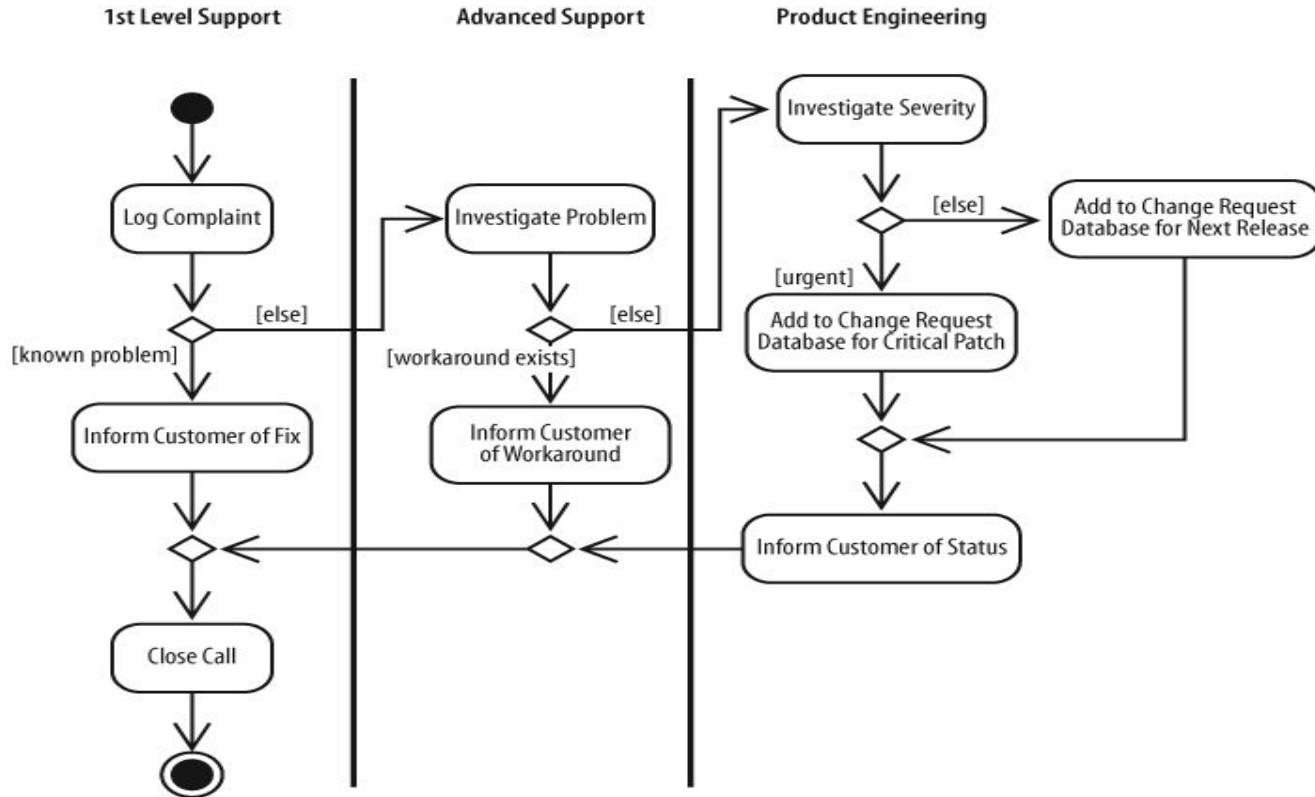 1st Level Support
Advanced Support
Product Engineering
Log Complaint
[else]
[known problem]
Inform Customer of Fix
Close Call
Investigate Problem
[else]
[workaround exists]
Inform Customer
of Workaround
Investigate Severity
[else]
Add to Change Request
Database for Next Release
[urgent]
Add to Change Request
Database for Critical Patch
Inform Customer of Status